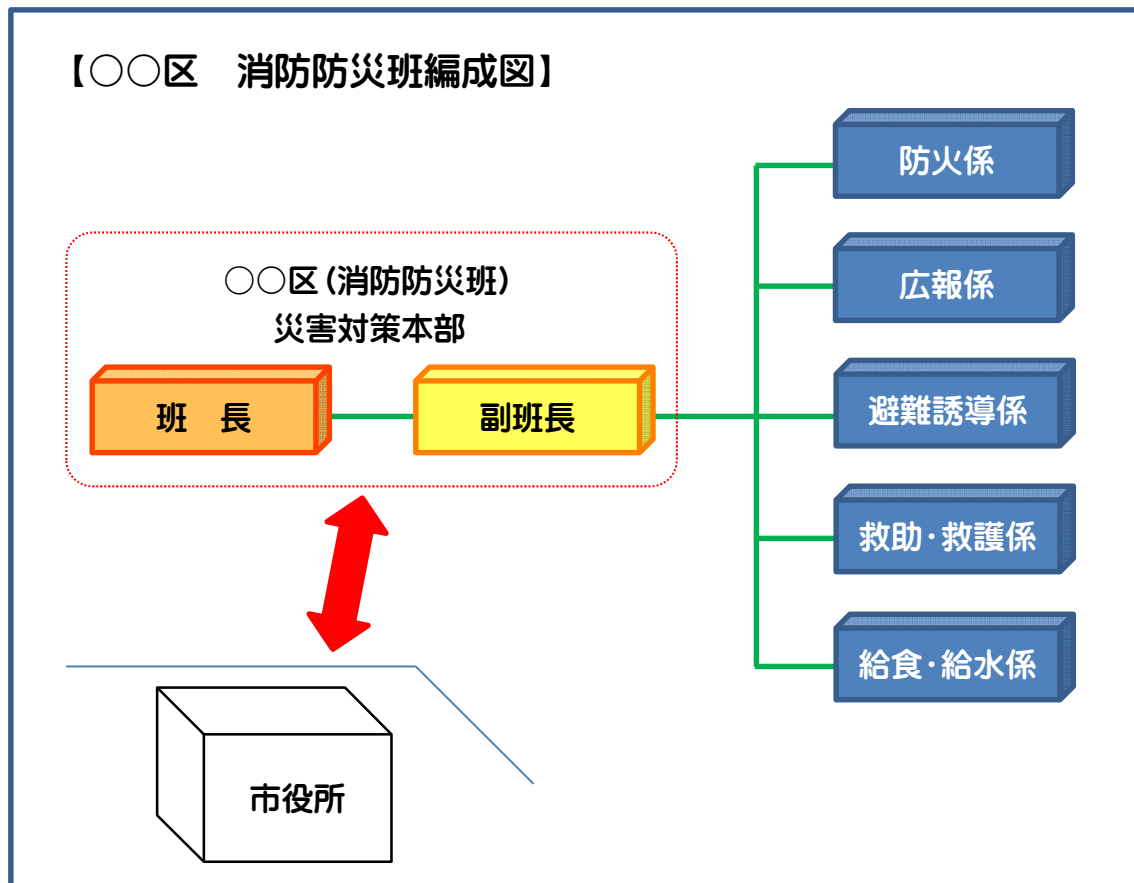 【○○区　消防防災班編成図】
○○区（消防防災班）
災害対策本部
班　長
副班長
防火係
広報係
避難誘導係
救助・救護係
給食・給水係
市役所